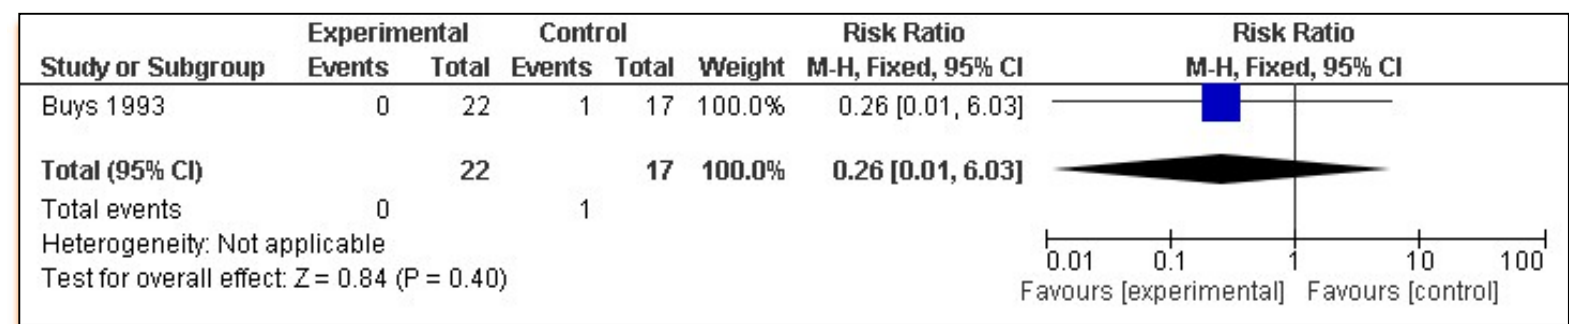 Experimental Control Risk Ratio Risk Ratio
Study or Subgroup Events Total Events Total Weight M-H, Fixed, 95% CI M-H, Fixed, 95% CI
Buys 1993 0 22 1 17 100.0% 0.26 [0.01, 6.03]
Total (95% CI) 22 17 100.0% 0.26 [0.01, 6.03]
Total events 0 1
Heterogeneity: Not applicable
Test for overall effect: Z = 0.84 (P = 0.40)
0.01 0.1 1 10 100
Favours [experimental] Favours [control]